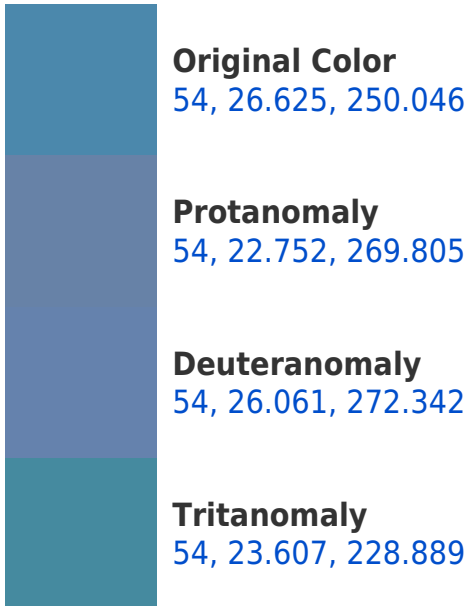 Original Color
54, 26.625, 250.046
Protanomaly
54, 22.752, 269.805
Deuteranomaly
54, 26.061, 272.342
Tritanomaly
54, 23.607, 228.889